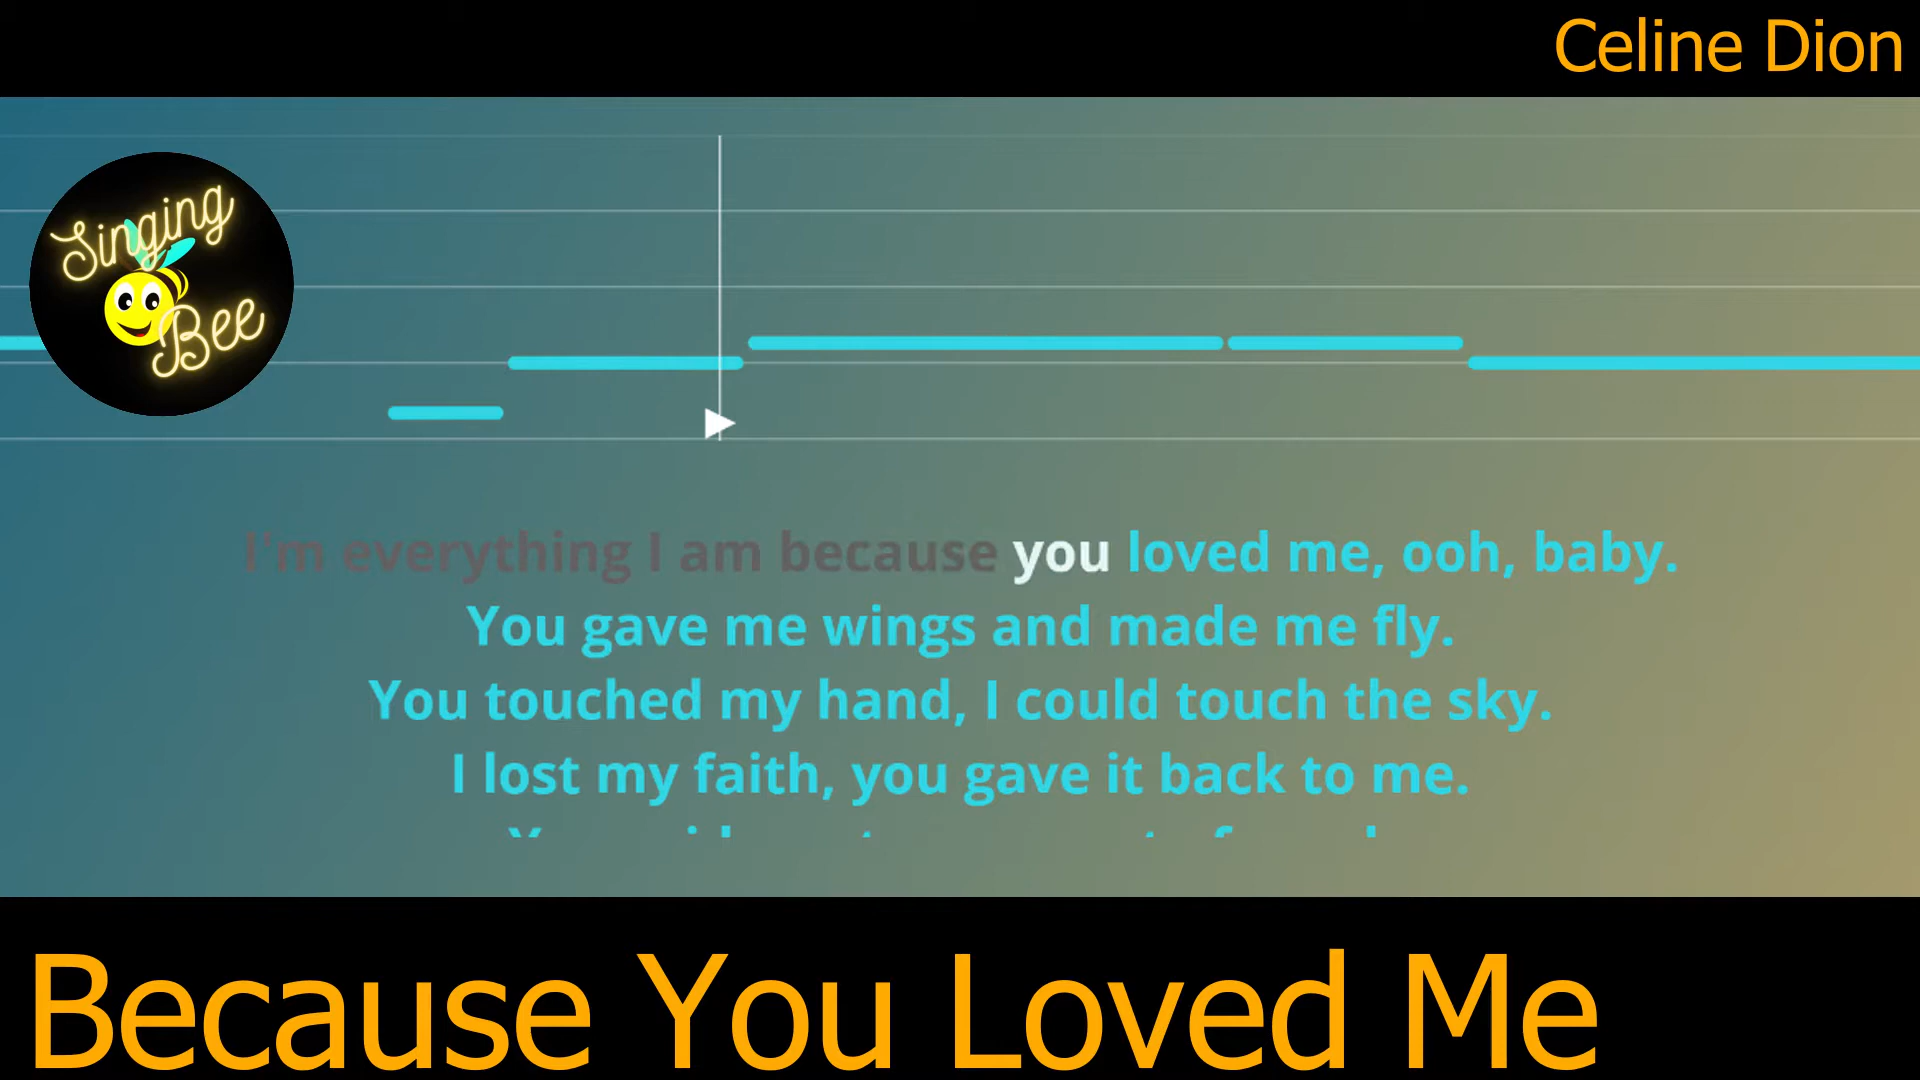 Celine Dion
Singing
Bee
I'm everything I am because you loved me, ooh, baby.
You gave me wings and made me fly.
You touched my hand, I could touch the sky.
I lost my faith, you gave it back to me.
Because You Loved Me